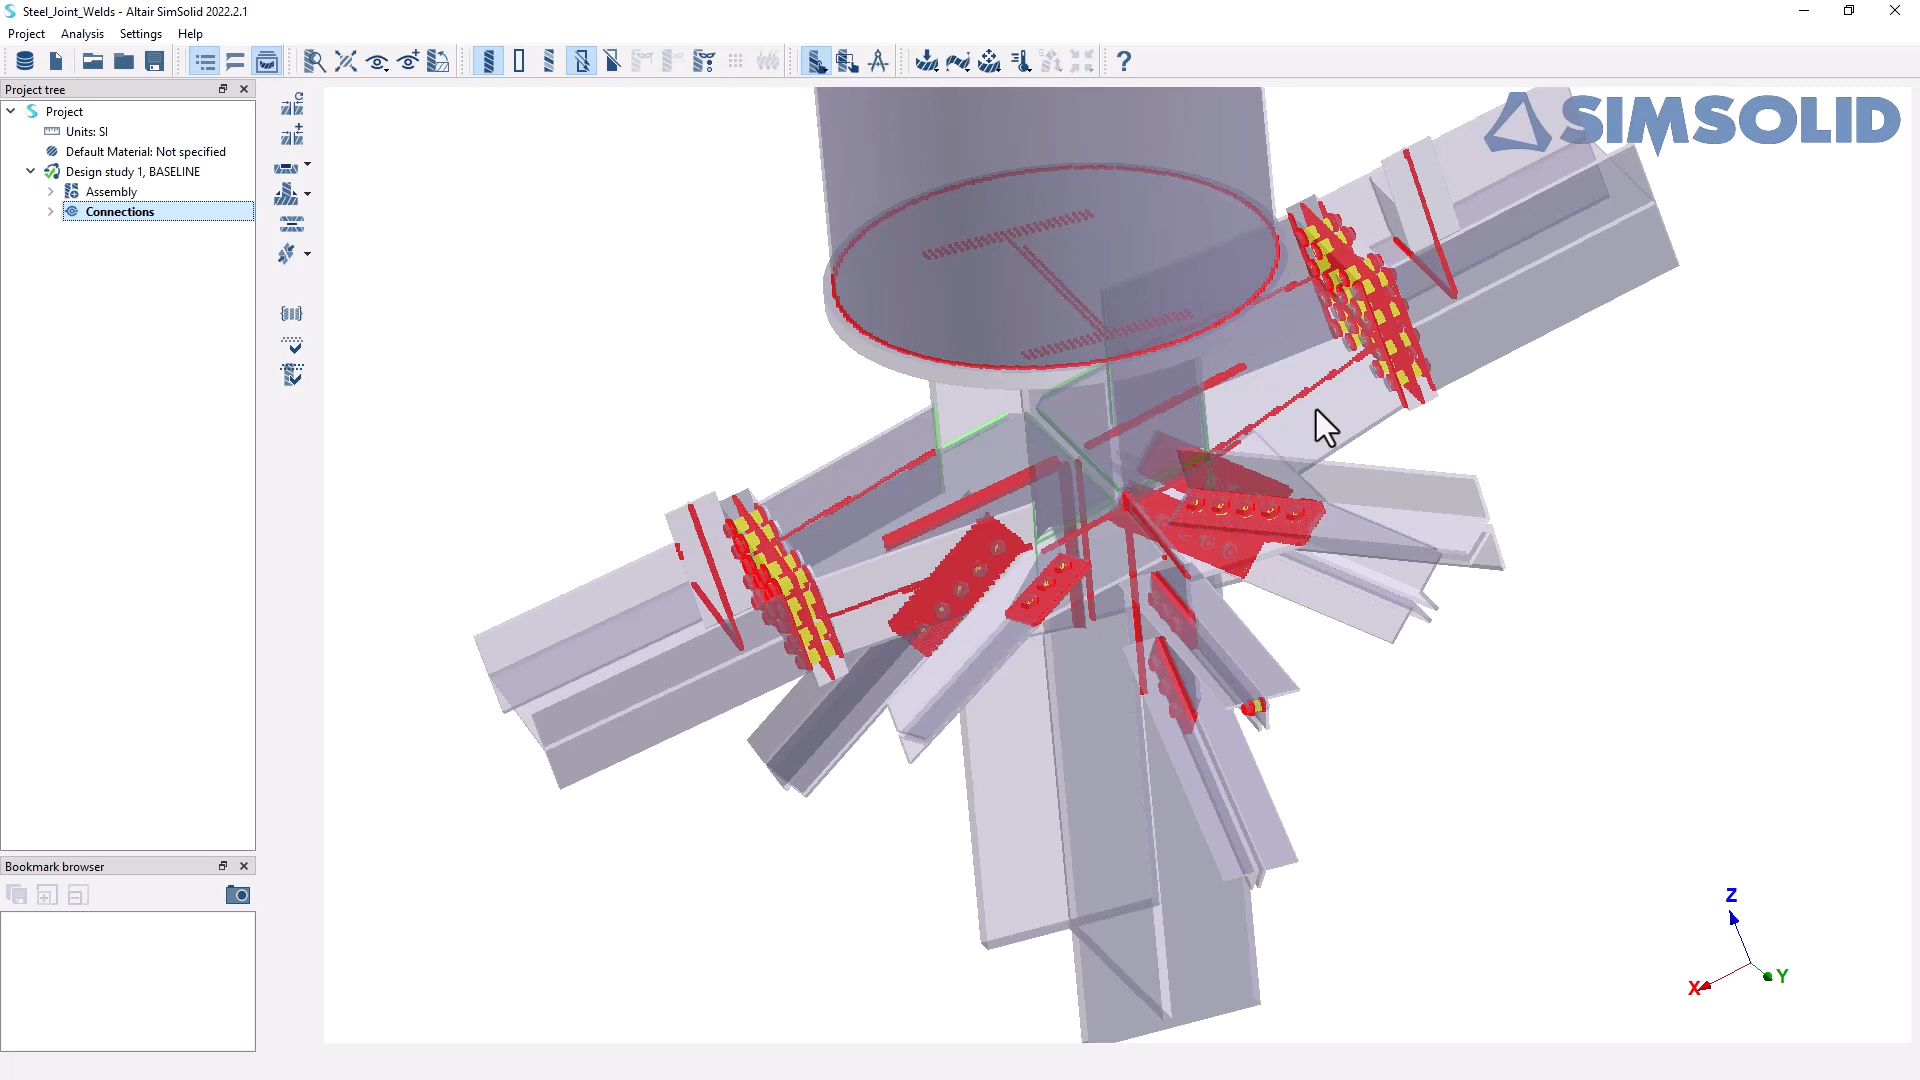 Steel_Joint_Welds - Altair SimSolid 2022.2.1
Project Analysis Settings Help
Project tree
Project
Units: SI
Default Material: Not specified
Design study 1, BASELINE
Assembly
Connections
Bookmark browser
SIMSOLID
Z
X
Y